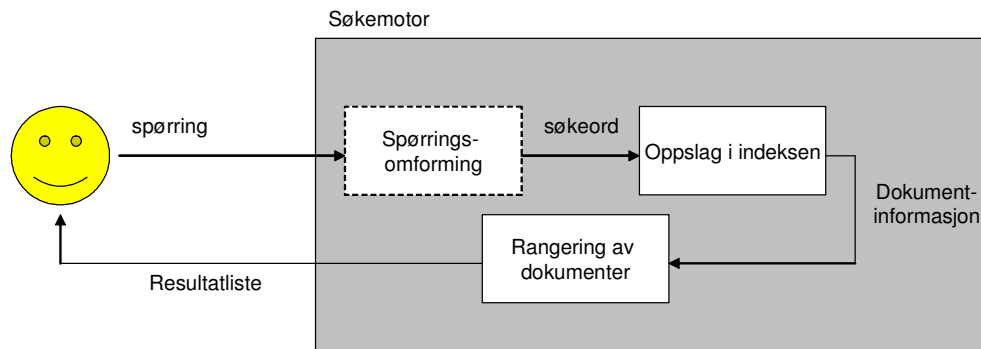 Søkemotor
spørring
Spørrings-
omforming
søkeord
Oppslag i indeksen
Dokument-
informasjon
Rangering av
dokumenter
Resultatliste